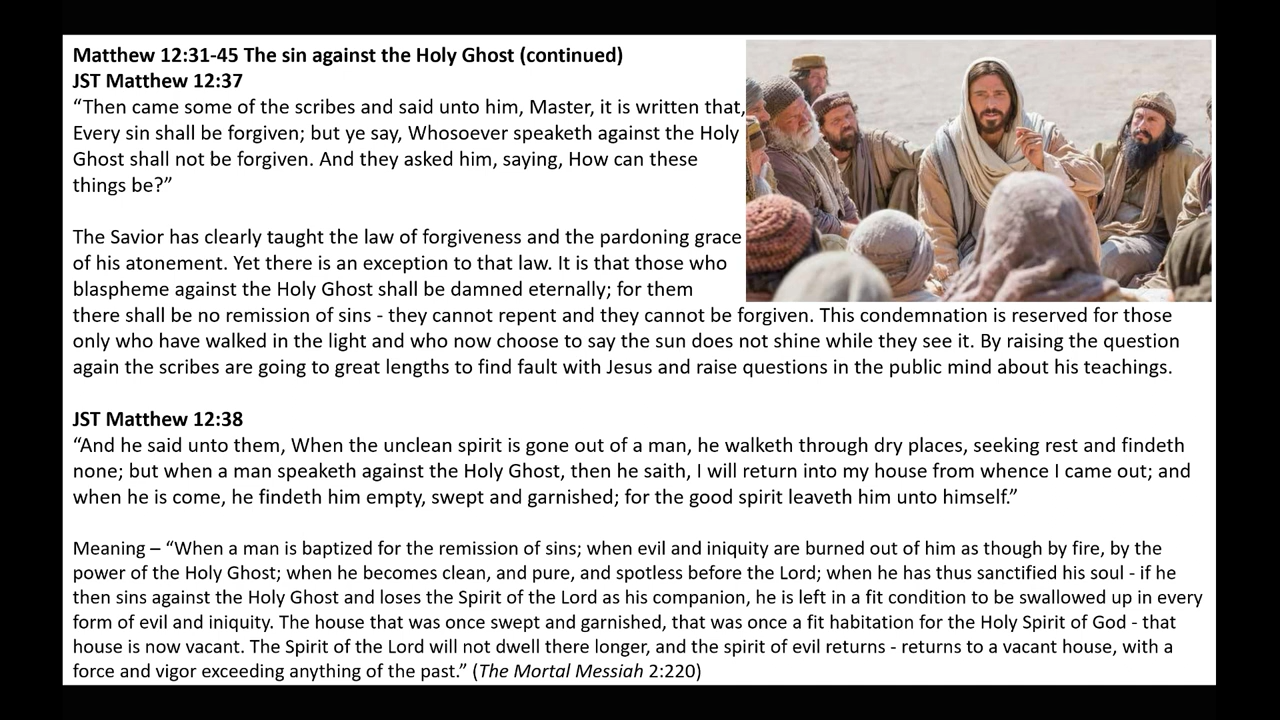 Matthew 12:31-45 The sin against the Holy Ghost (continued)
JST Matthew 12:37
“Then came some of the scribes and said unto him, Master, it is written that,
Every sin shall be forgiven; but ye say, Whosoever speaketh against the Holy
Ghost shall not be forgiven. And they asked him, saying, How can these
things be?”
The Savior has clearly taught the law of forgiveness and the pardoning grace
of his atonement. Yet there is an exception to that law. It is that those who
blaspheme against the Holy Ghost shall be damned eternally; for them
there shall be no remission of sins - they cannot repent and they cannot be forgiven. This condemnation is reserved for those
only who have walked in the light and who now choose to say the sun does not shine while they see it. By raising the question
again the scribes are going to great lengths to find fault with Jesus and raise questions in the public mind about his teachings.
JST Matthew 12:38
“And he said unto them, When the unclean spirit is gone out of a man, he walketh through dry places, seeking rest and findeth
none; but when a man speaketh against the Holy Ghost, then he saith, I will return into my house from whence I came out; and
when he is come, he findeth him empty, swept and garnished; for the good spirit leaveth him unto himself.”
Meaning – “When a man is baptized for the remission of sins; when evil and iniquity are burned out of him as though by fire, by the
power of the Holy Ghost; when he becomes clean, and pure, and spotless before the Lord; when he has thus sanctified his soul - if he
then sins against the Holy Ghost and loses the Spirit of the Lord as his companion, he is left in a fit condition to be swallowed up in every
form of evil and iniquity. The house that was once swept and garnished, that was once a fit habitation for the Holy Spirit of God - that
house is now vacant. The Spirit of the Lord will not dwell there longer, and the spirit of evil returns - returns to a vacant house, with a
force and vigor exceeding anything of the past.” (The Mortal Messiah 2:220)